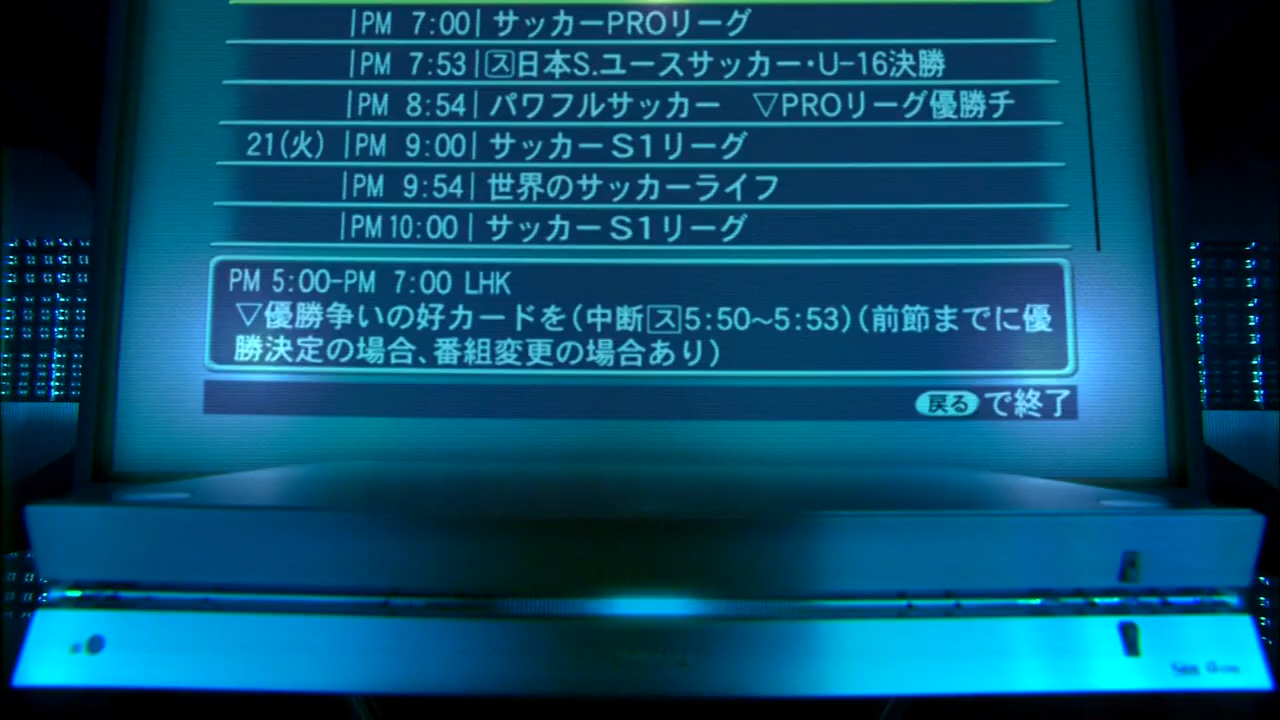 PM 7:00 サッカーPROリーグ
PM 7:53 ス日本S.ユースサッカー・U-16決勝
PM 8:54 パワフルサッカー ▽PROリーグ優勝チ
21(火) PM 9:00 サッカーS1リーグ
PM 9:54 世界のサッカーライフ
PM10:00 サッカーS1リーグ
PM 5:00-PM 7:00 LHK
▽優勝争いの好カードを(中断ス5:50~5:53)(前節までに優
勝決定の場合、番組変更の場合あり)
戻るで終了